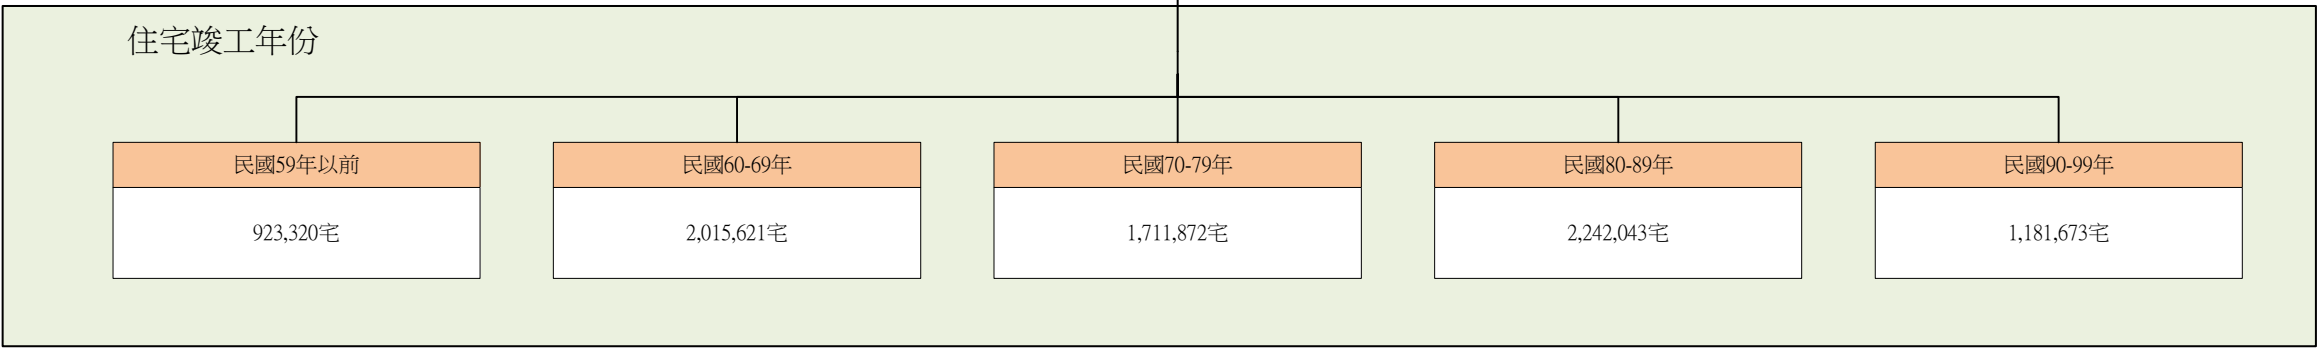 住宅竣工年份
民國59年以前
923,320宅
民國60-69年
2,015,621宅
民國70-79年
1,711,872宅
民國80-89年
2,242,043宅
民國90-99年
1,181,673宅